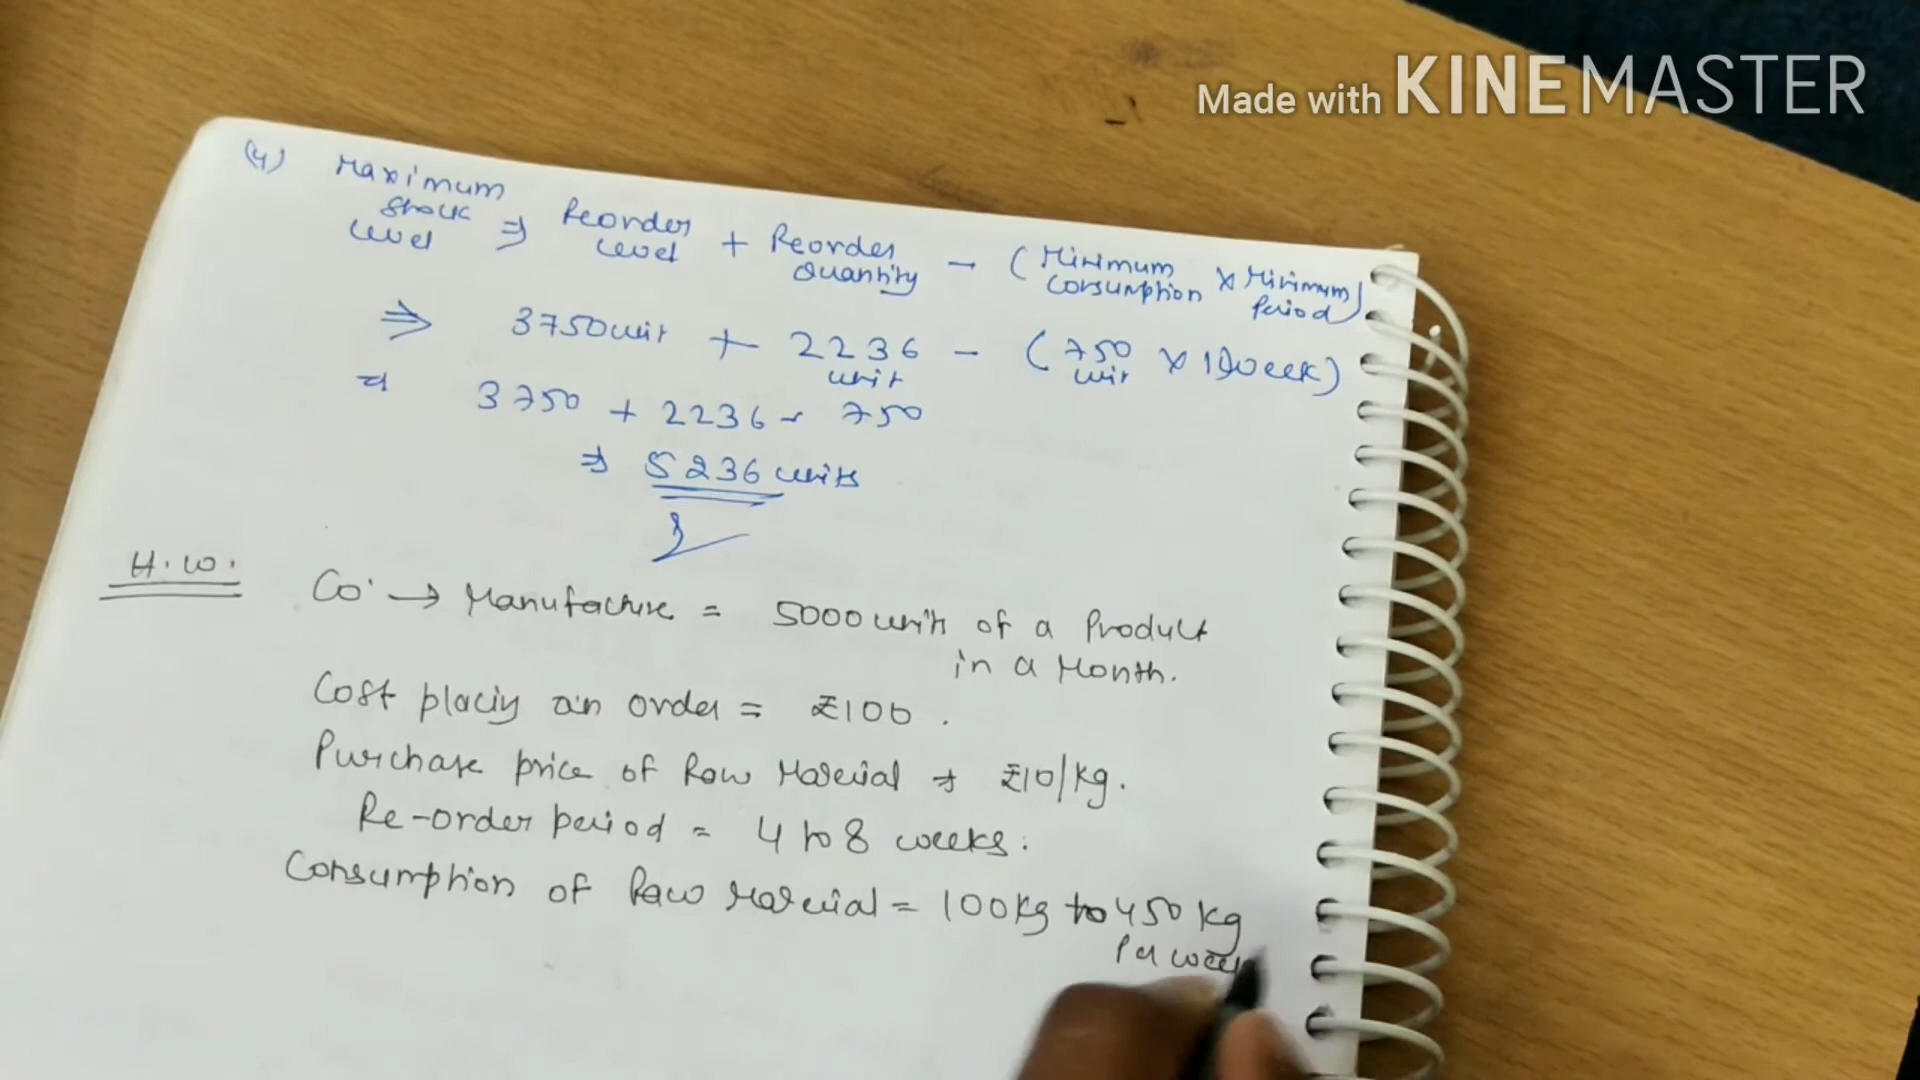 Made with KINEMASTER
(4) Maximum Stock Level ⇒ Reorder Level + Reorder Quantity - (Minimum Consumption × Minimum Period)
⇒ 3750 unit + 2236 unit - (750 unit × 1 Week)
⇒ 3750 + 2236 - 750
⇒ 5236 units
H.W. Co. → Manufacture = 5000 units of a Product
in a Month.
Cost placing an order = ₹100.
Purchase price of Raw Material → ₹10/kg.
Re-order period = 4 to 8 weeks.
Consumption of Raw Material = 100kg to 450 kg
Per week